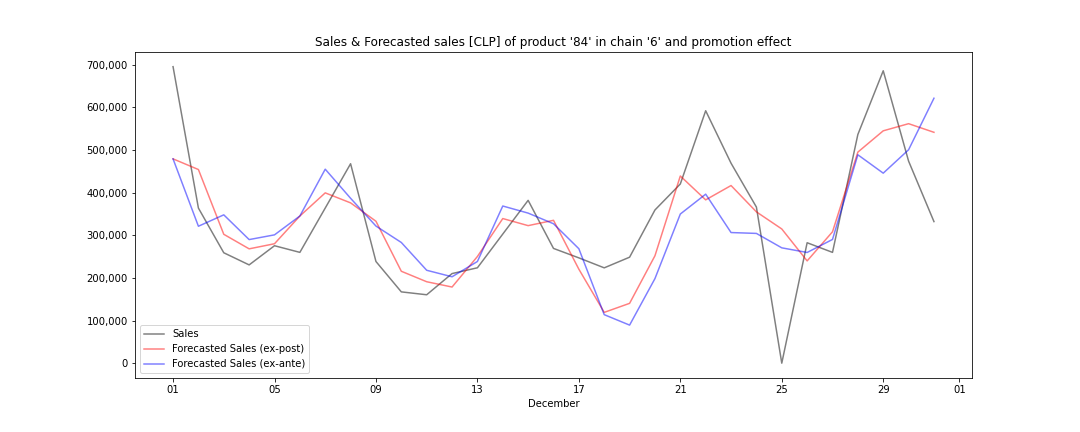 Sales & Forecasted sales [CLP] of product '84' in chain '6' and promotion effect
700,000
600,000
500,000
400,000
300,000
200,000
100,000
0
Sales
Forecasted Sales (ex-post)
Forecasted Sales (ex-ante)
01 05 09 13 17 21 25 29 01
December